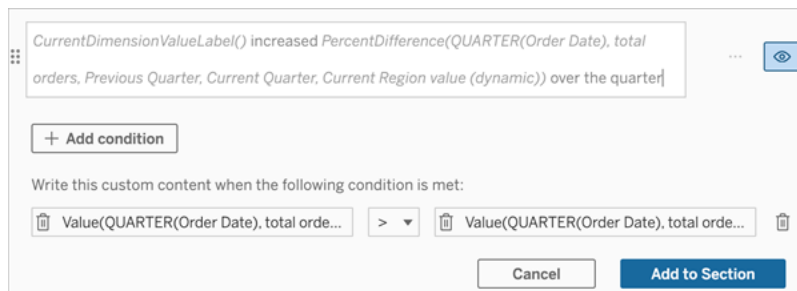 CurrentDimensionValueLabel() increased PercentDifference(QUARTER(Order Date), total
orders, Previous Quarter, Current Quarter, Current Region value (dynamic)) over the quarter
+ Add condition
Write this custom content when the following condition is met:
Value(QUARTER(Order Date), total orde... > Value(QUARTER(Order Date), total orde...
Cancel Add to Section